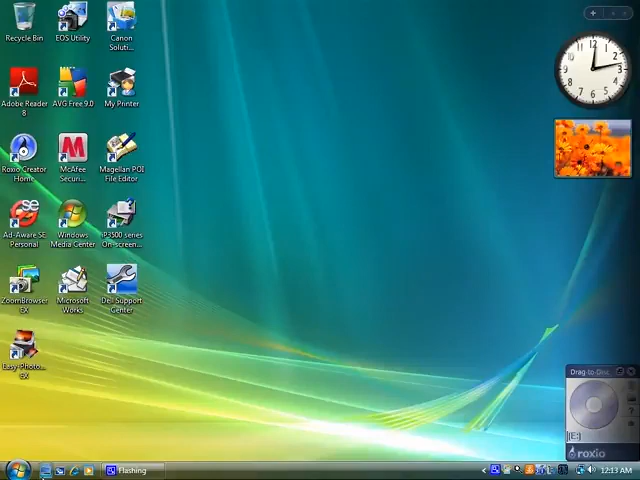 Recycle Bin
EOS Utility
Canon Soluti...
Adobe Reader 8
AVG Free 9.0
My Printer
Roxio Creator Home
McAfee Securi...
Magellan POI File Editor
Ad-Aware SE Personal
Windows Media Center
iP3500 series On-screen...
ZoomBrowser EX
Microsoft Works
Dell Support Center
Easy-Photo... EX
12
3
Drag-to-Disc
(E:)
roxio
Flashing
12:13 AM